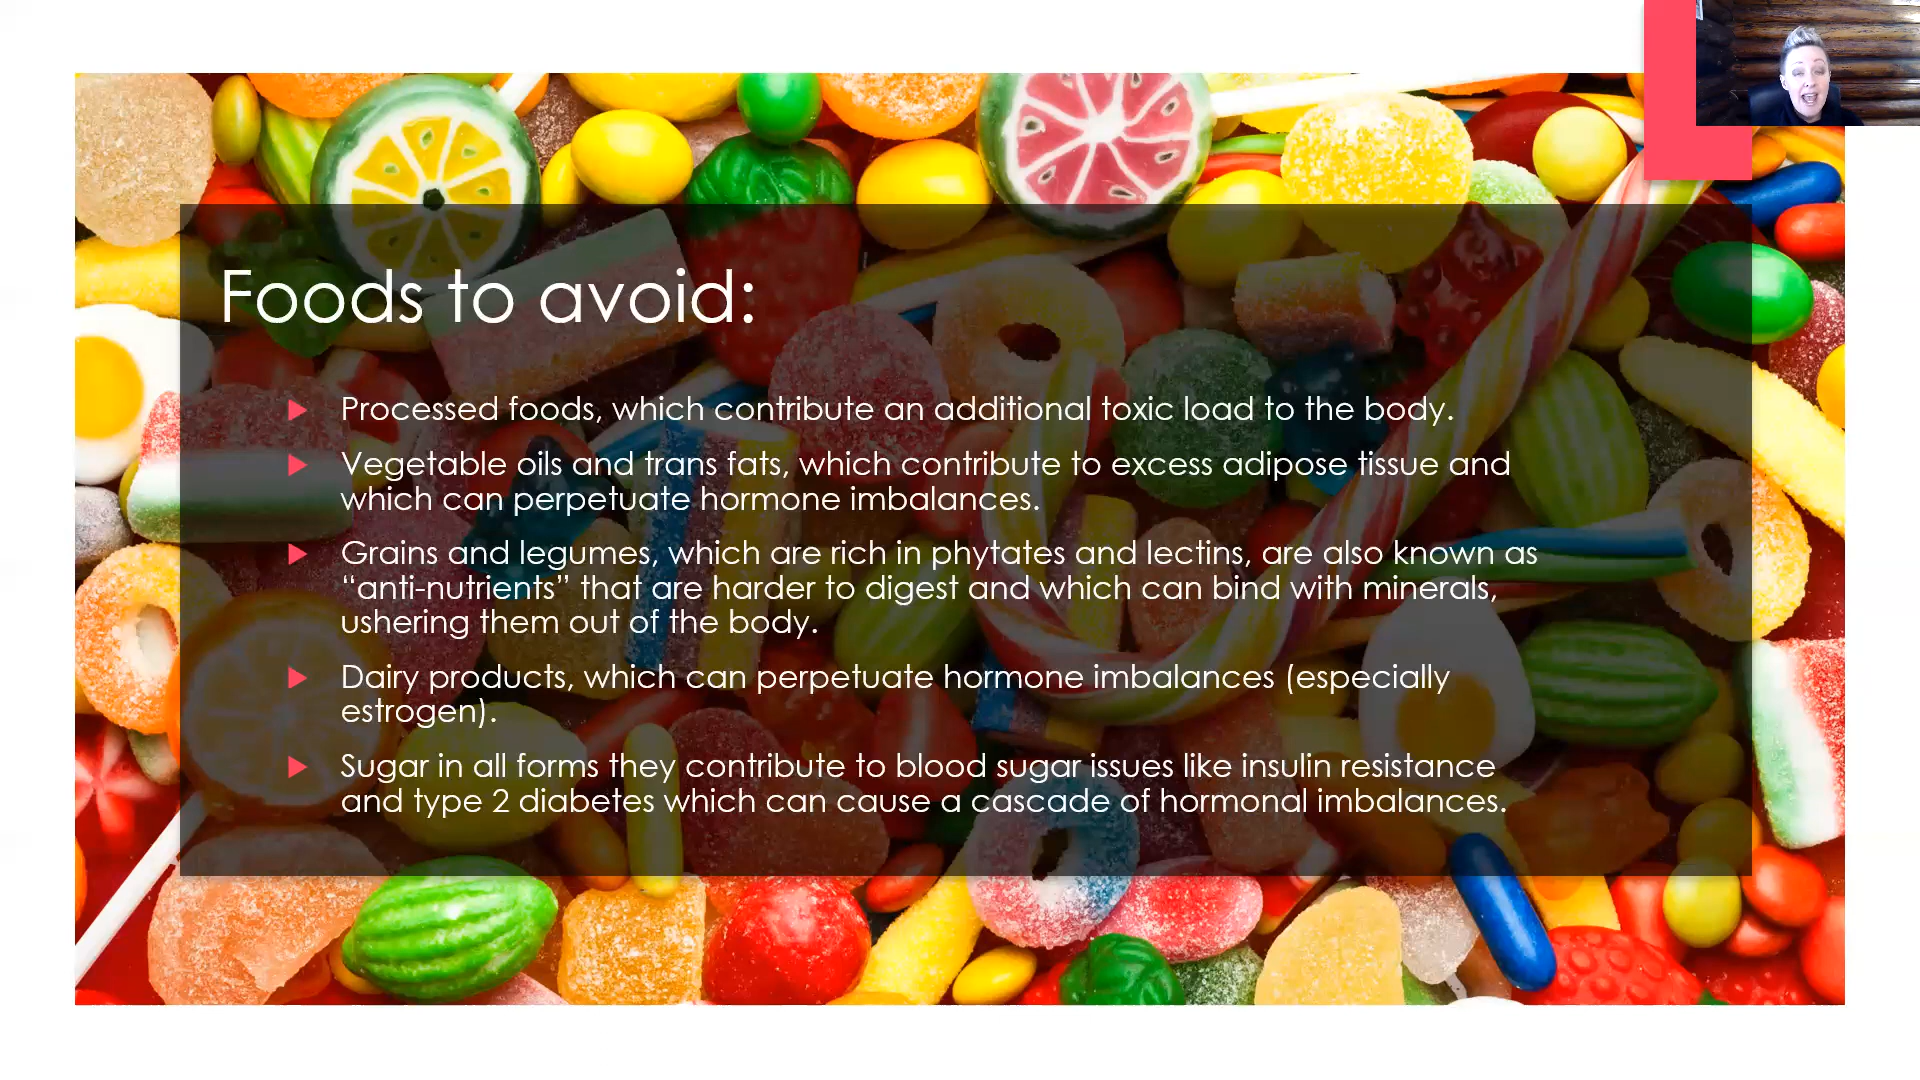 Foods to avoid:
Processed foods, which contribute an additional toxic load to the body.
Vegetable oils and trans fats, which contribute to excess adipose tissue and
which can perpetuate hormone imbalances.
Grains and legumes, which are rich in phytates and lectins, are also known as
“anti-nutrients” that are harder to digest and which can bind with minerals,
ushering them out of the body.
Dairy products, which can perpetuate hormone imbalances (especially
estrogen).
Sugar in all forms they contribute to blood sugar issues like insulin resistance
and type 2 diabetes which can cause a cascade of hormonal imbalances.